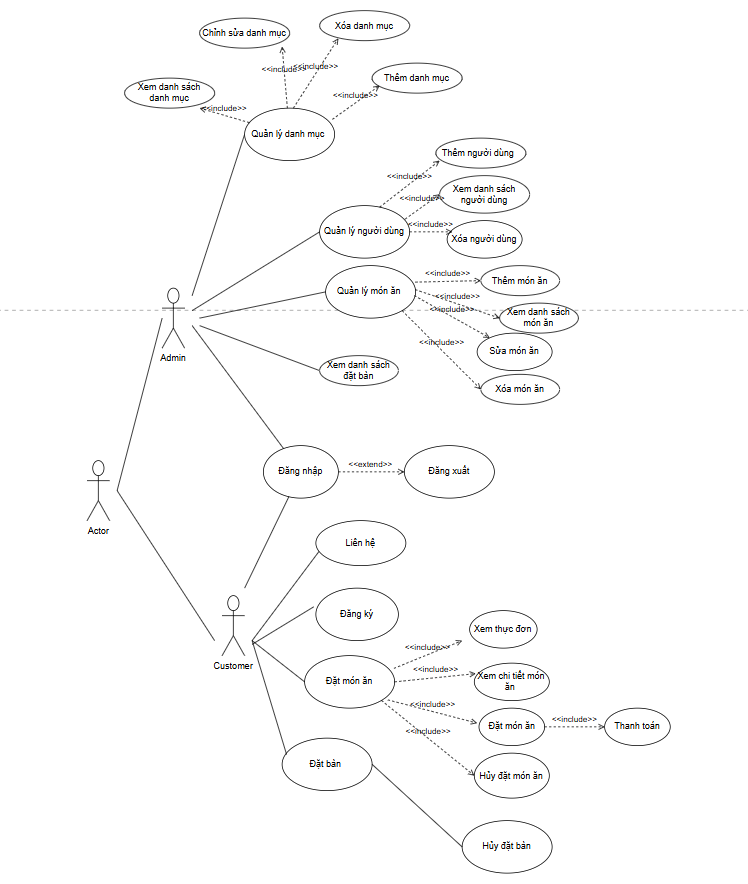 Xóa danh mục
Chỉnh sửa danh mục
<<include>>
<<include>>
Thêm danh mục
Xem danh sách
danh mục
<<include>>
<<include>>
Quản lý danh mục
Thêm người dùng
<<include>>
Xem danh sách
người dùng
<<include>>
Quản lý người dùng
<<include>>
Xóa người dùng
Quản lý món ăn
<<include>>
Thêm món ăn
<<include>>
<<include>>
Xem danh sách
món ăn
<<include>>
Sửa món ăn
Admin
Xem danh sách
đặt bàn
Xóa món ăn
Đăng nhập
<<extend>>
Đăng xuất
Actor
Liên hệ
Đăng ký
Xem thực đơn
<<include>>
Customer
Đặt món ăn
<<include>>
Xem chi tiết món
ăn
<<include>>
Đặt món ăn
<<include>>
Thanh toán
<<include>>
Đặt bàn
Hủy đặt món ăn
Hủy đặt bàn